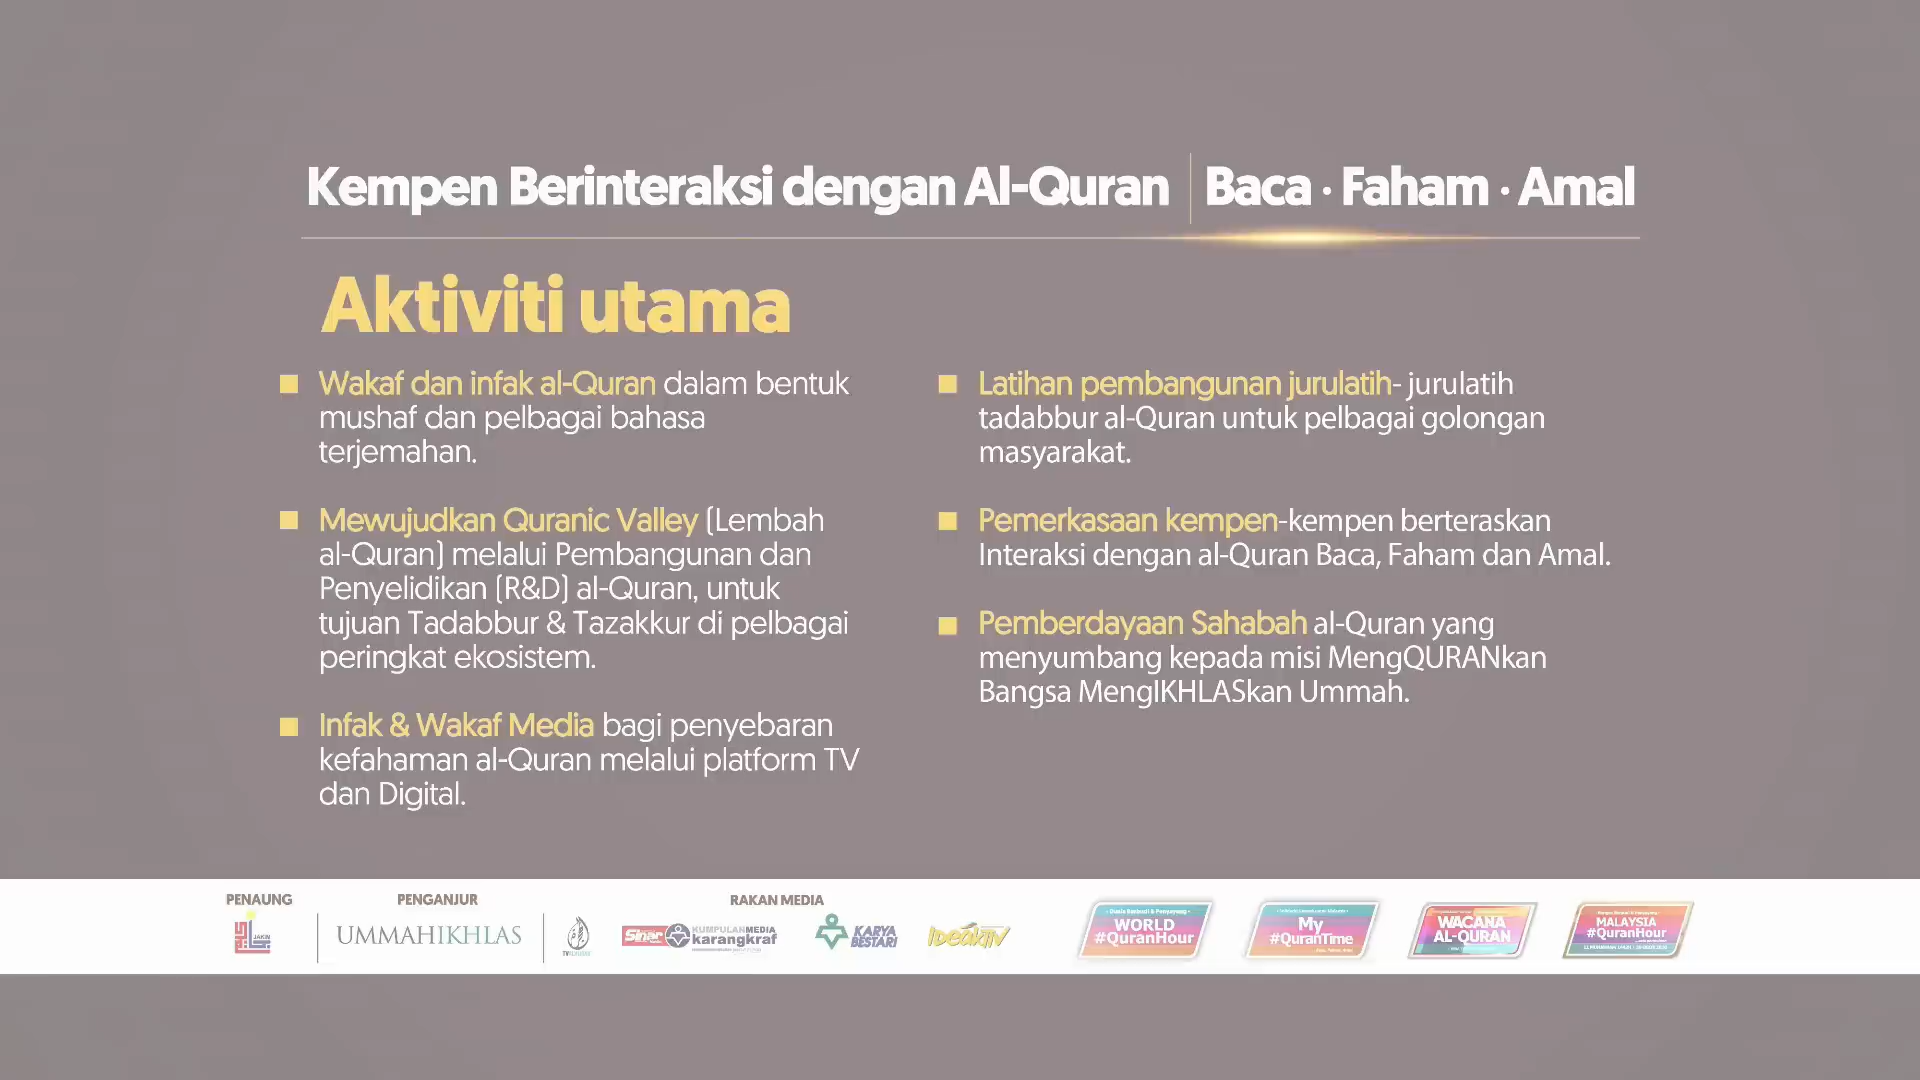 Kempen Berinteraksi dengan Al-Quran | Baca · Faham · Amal
Aktiviti utama
Wakaf dan infak al-Quran dalam bentuk
mushaf dan pelbagai bahasa
terjemahan.
Mewujudkan Quranic Valley (Lembah
al-Quran) melalui Pembangunan dan
Penyelidikan (R&D) al-Quran, untuk
tujuan Tadabbur & Tazakkur di pelbagai
peringkat ekosistem.
Infak & Wakaf Media bagi penyebaran
kefahaman al-Quran melalui platform TV
dan Digital.
Latihan pembangunan jurulatih- jurulatih
tadabbur al-Quran untuk pelbagai golongan
masyarakat.
Pemerkasaan kempen-kempen berteraskan
Interaksi dengan al-Quran Baca, Faham dan Amal.
Pemberdayaan Sahabah al-Quran yang
menyumbang kepada misi MengQURANkan
Bangsa MengIKHLASkan Ummah.
PENAUNG
JAKIM
PENGANJUR
UMMAHIKHLAS
RAKAN MEDIA
Sinar
KUMPULANMEDIA
karangkraf
KARYA
BESTARI
IDEAKTIV
WORLD
#QuranHour
My
#QuranTime
WACANA
AL-QURAN
MALAYSIA
#QuranHour